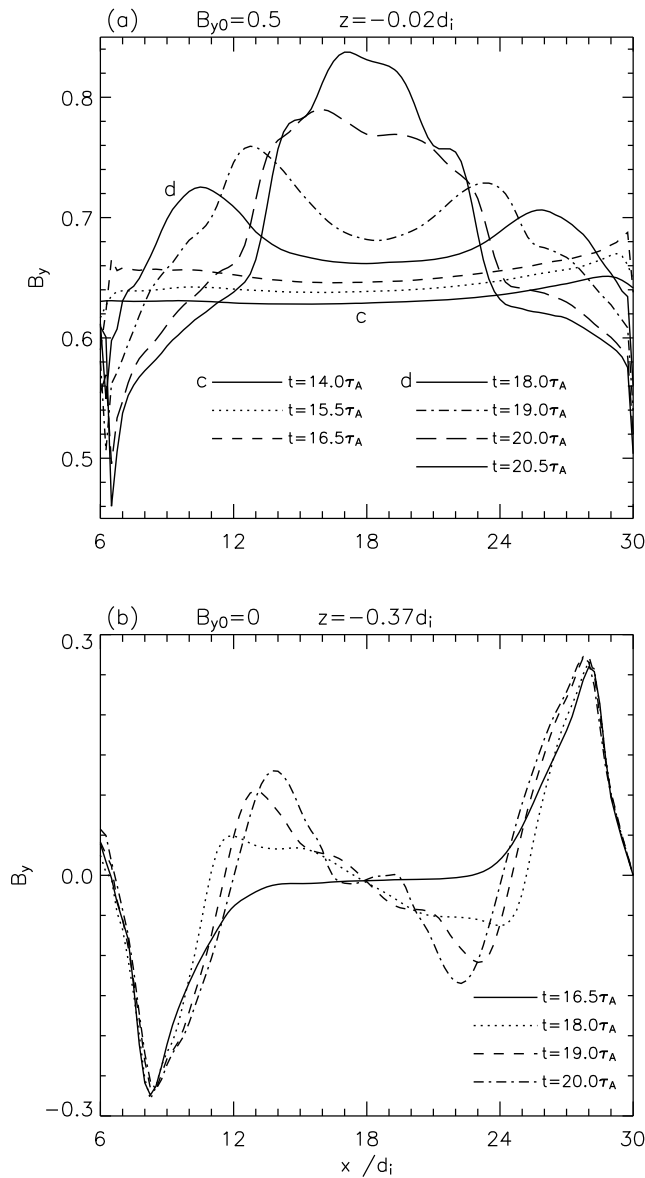 (a) B_y0=0.5 z=−0.02d_i
0.8
0.7
0.6
0.5
B_y
d
c
c t=14.0τ_A d t=18.0τ_A
t=15.5τ_A t=19.0τ_A
t=16.5τ_A t=20.0τ_A
t=20.5τ_A
6 12 18 24 30
(b) B_y0=0 z=−0.37d_i
0.3
0.0
−0.3
B_y
t=16.5τ_A
t=18.0τ_A
t=19.0τ_A
t=20.0τ_A
6 12 18 24 30
x /d_i